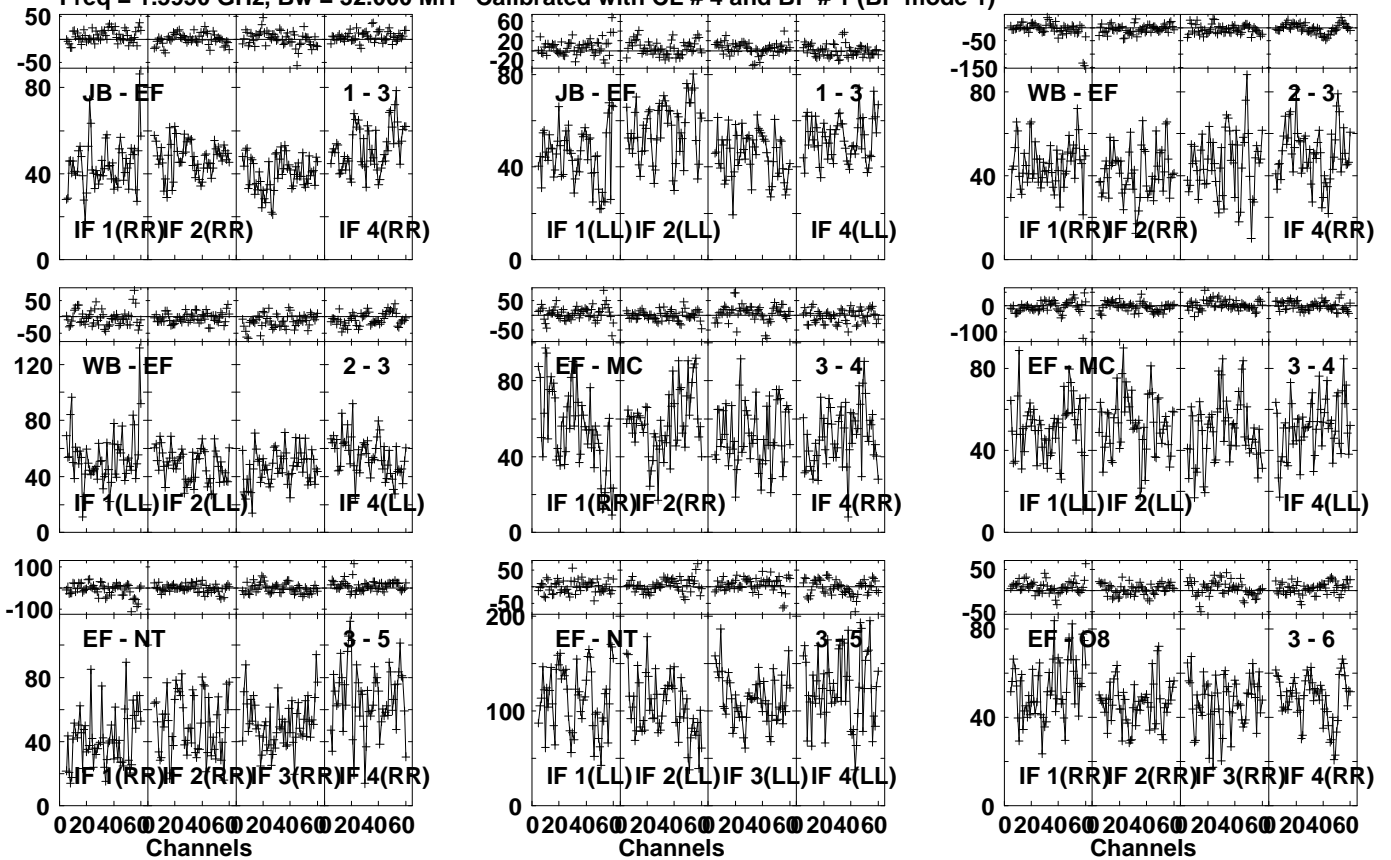 Calibrated with CL # 4 and BP # 1 (BP mode 1)
50 -50 60 20 -20 -50 -150
80 JB - EF 1 - 3 80 JB - EF 1 - 3 80 WB - EF 2 - 3
40 40 40
IF 1(RR) IF 2(RR) IF 4(RR) IF 1(LL) IF 2(LL) IF 4(LL) IF 1(RR) IF 2(RR) IF 4(RR)
0 0 0
50 -50 50 -50 0 -100
120 WB - EF 2 - 3 EF - MC 3 - 4 EF - MC 3 - 4
80 80 80
40 40 40
IF 1(LL) IF 2(LL) IF 4(LL) IF 1(RR) IF 2(RR) IF 4(RR) IF 1(LL) IF 2(LL) IF 4(LL)
0 0 0
100 -100 50 -50 50 -50
EF - NT 3 - 5 200 EF - NT 3 - 5 80 EF - O8 3 - 6
80 100 40
40
IF 1(RR) IF 2(RR) IF 3(RR) IF 4(RR) IF 1(LL) IF 2(LL) IF 3(LL) IF 4(LL) IF 1(RR) IF 2(RR) IF 3(RR) IF 4(RR)
0 0 0
0 20 40 60 0 20 40 60 0 20 40 60 0 20 40 60 0 20 40 60 0 20 40 60 0 20 40 60 0 20 40 60 0 20 40 60 0 20 40 60 0 20 40 60 0 20 40 60
Channels Channels Channels